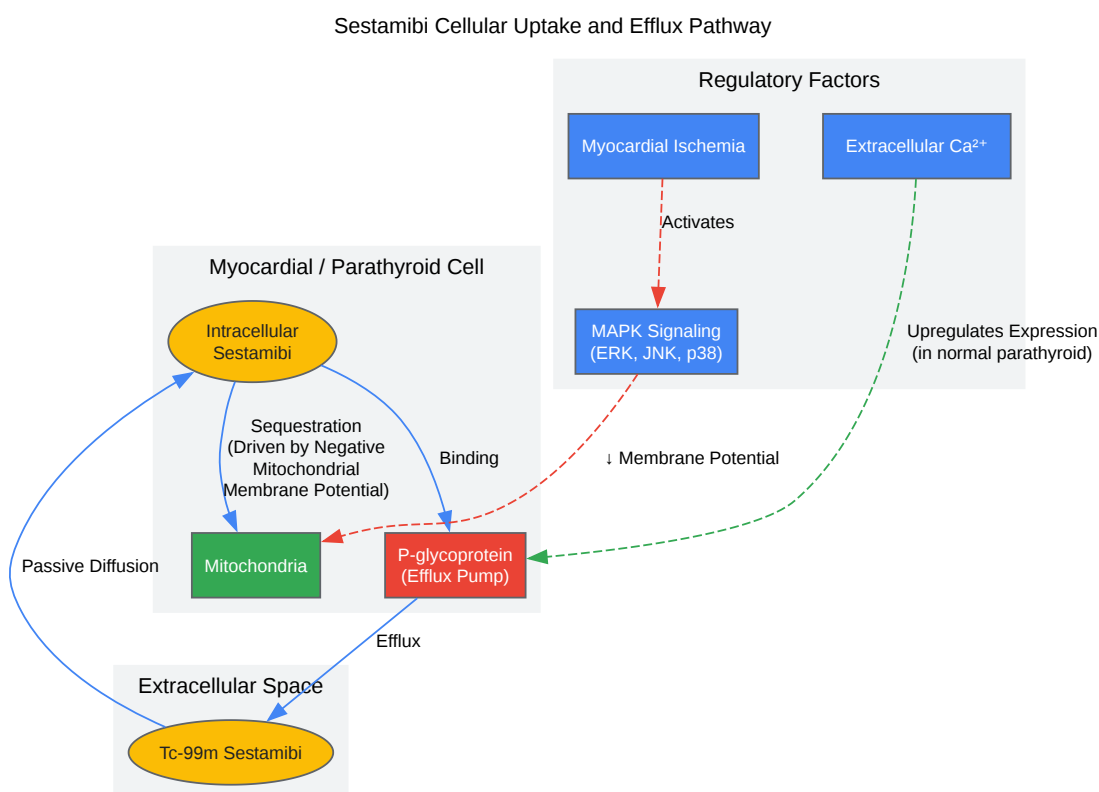 Sestamibi Cellular Uptake and Efflux Pathway
Regulatory Factors
Myocardial Ischemia
Extracellular Ca²⁺
Activates
Myocardial / Parathyroid Cell
Intracellular
Sestamibi
MAPK Signaling
(ERK, JNK, p38)
Upregulates Expression
(in normal parathyroid)
Sequestration
(Driven by Negative
Mitochondrial
Membrane Potential)
Binding
↓ Membrane Potential
Passive Diffusion
Mitochondria
P-glycoprotein
(Efflux Pump)
Efflux
Extracellular Space
Tc-99m Sestamibi